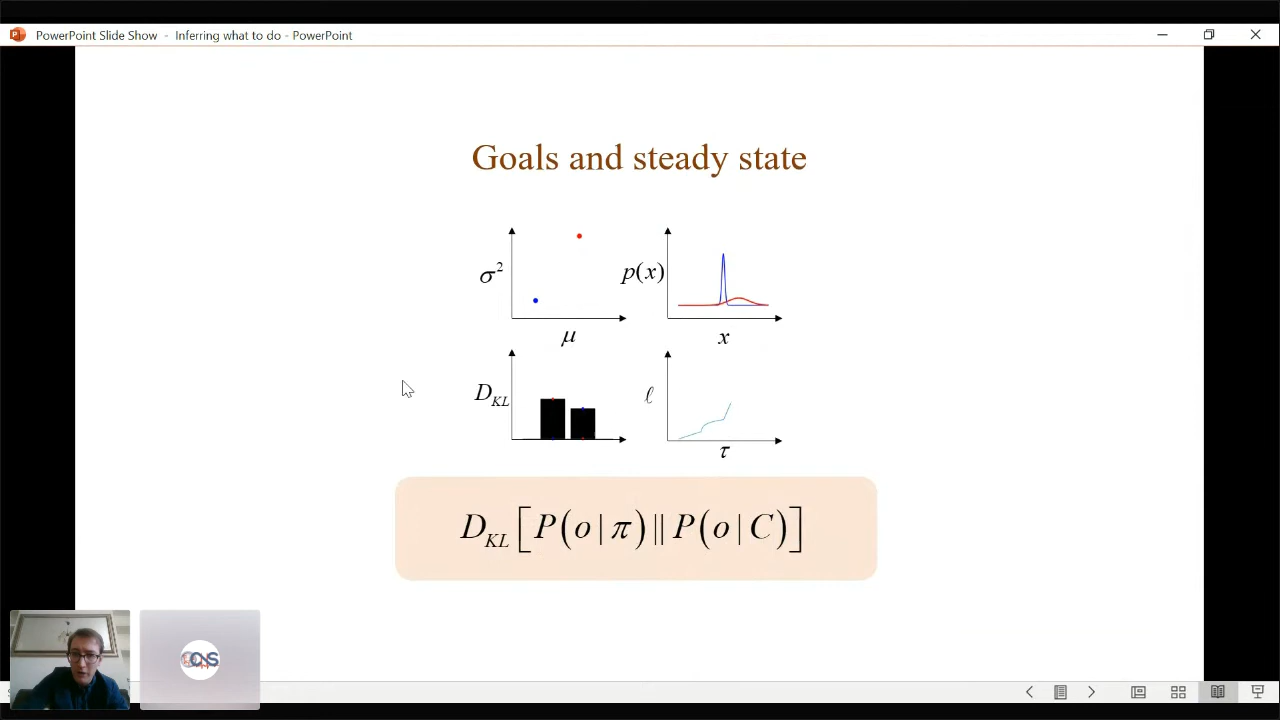 PowerPoint Slide Show - Inferring what to do - PowerPoint
Goals and steady state
σ²
μ
p(x)
x
D_KL
ℓ
τ
D_KL[P(o|π)||P(o|C)]